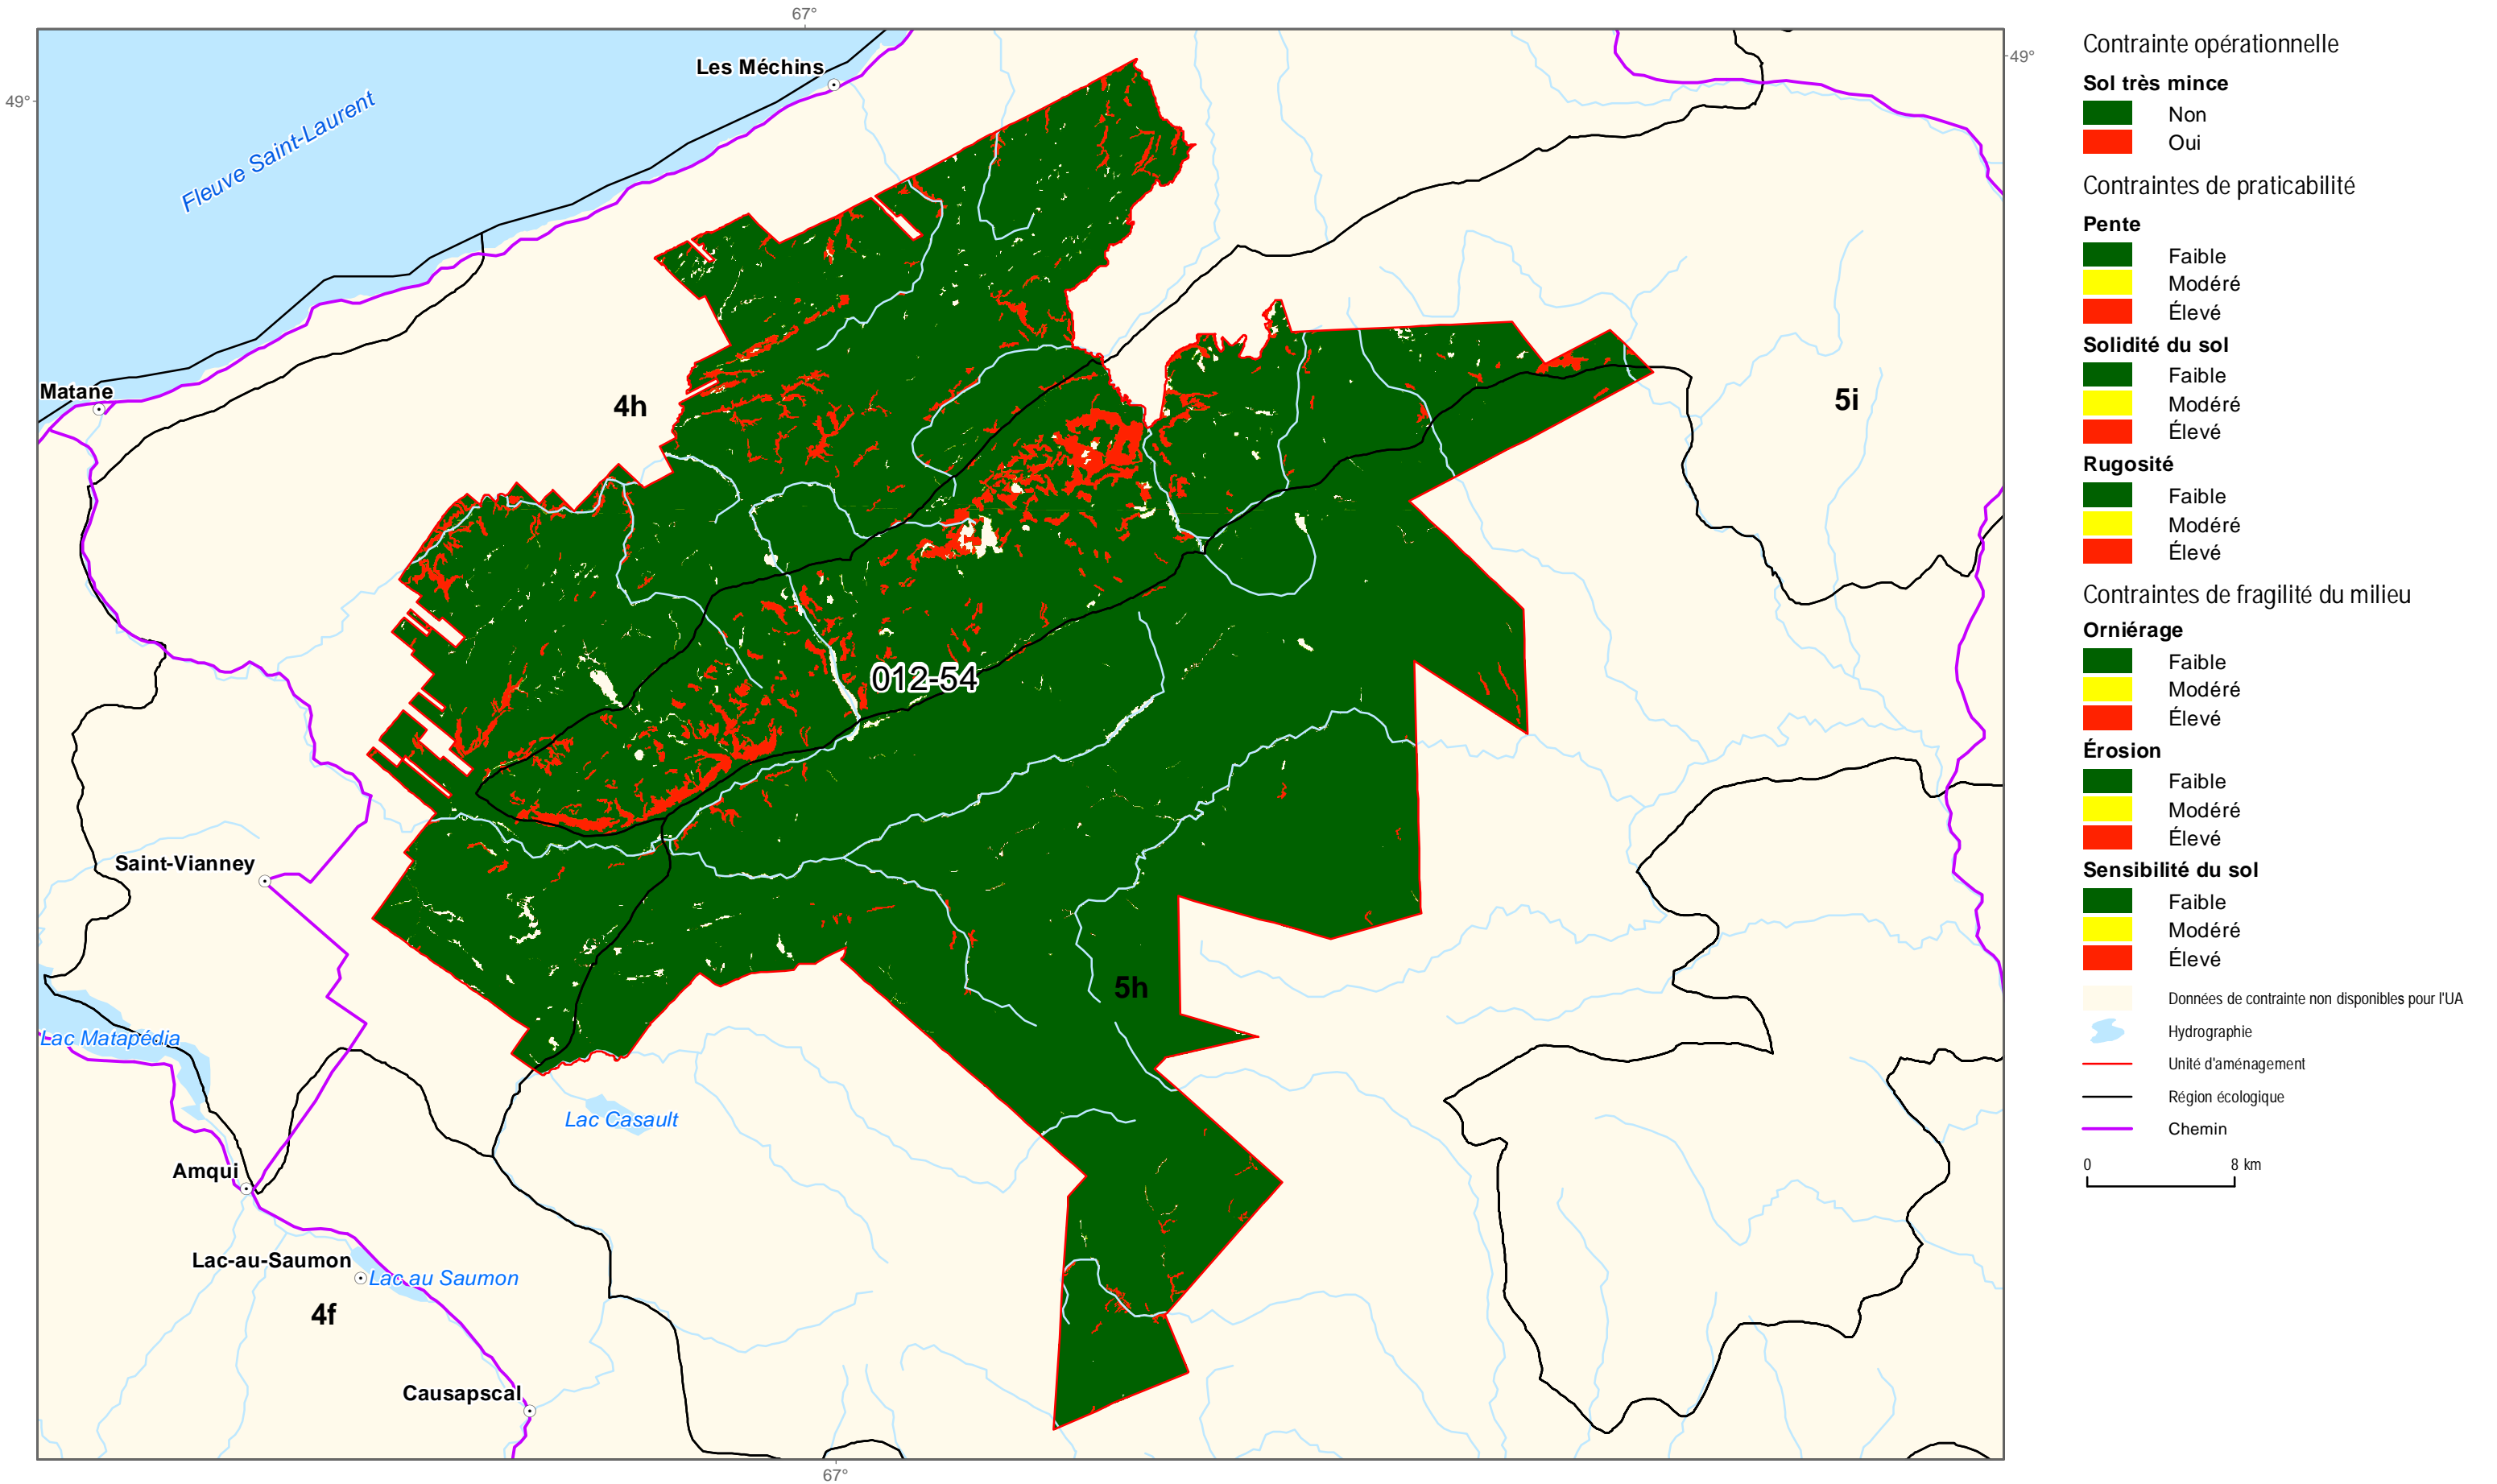 67°
49°
49°
Les Méchins
Fleuve Saint-Laurent
Matane
4h
5i
012-54
Saint-Vianney
5h
Lac Matapédia
Lac Casault
Amqui
Lac-au-Saumon
Lac au Saumon
4f
Causapscal
67°
Contrainte opérationnelle
Sol très mince
Non
Oui
Contraintes de praticabilité
Pente
Faible
Modéré
Élevé
Solidité du sol
Faible
Modéré
Élevé
Rugosité
Faible
Modéré
Élevé
Contraintes de fragilité du milieu
Orniérage
Faible
Modéré
Élevé
Érosion
Faible
Modéré
Élevé
Sensibilité du sol
Faible
Modéré
Élevé
Données de contrainte non disponibles pour l'UA
Hydrographie
Unité d'aménagement
Région écologique
Chemin
0 8 km